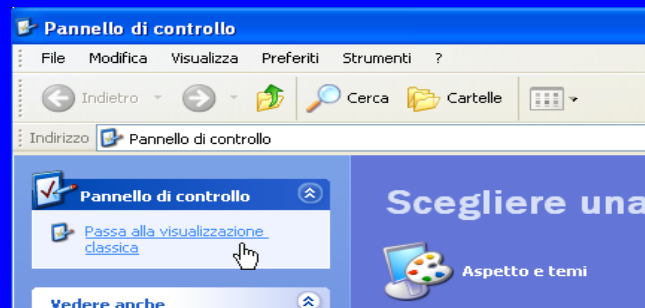 Pannello di controllo
File Modifica Visualizza Preferiti Strumenti ?
Indietro Cerca Cartelle
Indirizzo Pannello di controllo
Pannello di controllo
Passa alla visualizzazione
classica
Vedere anche
Scegliere una
Aspetto e temi